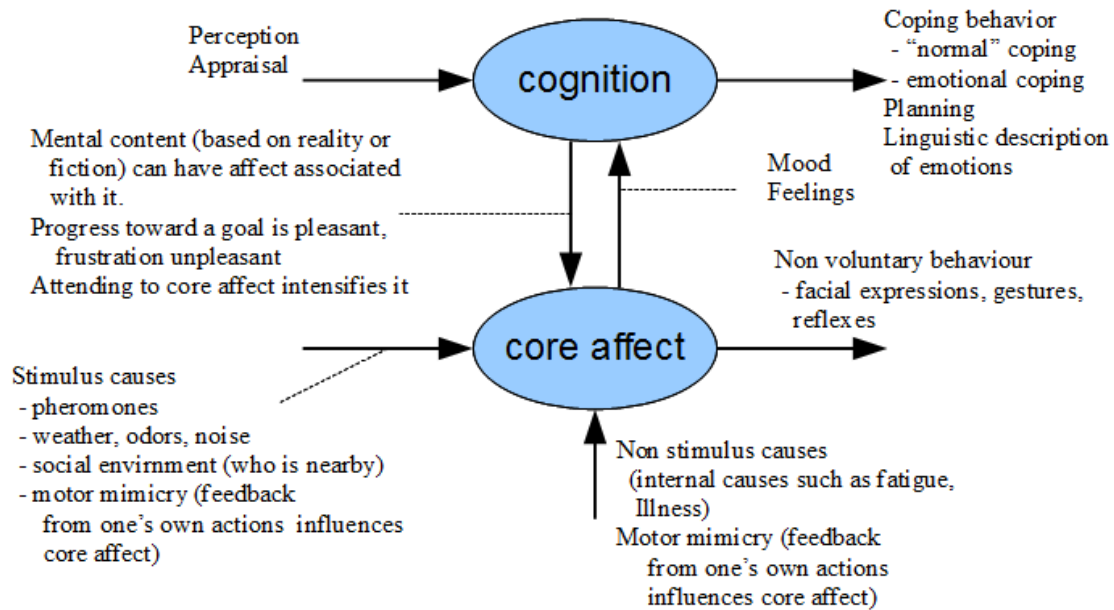 Perception
Appraisal
cognition
Coping behavior
- “normal” coping
- emotional coping
Planning
Linguistic description
of emotions
Mental content (based on reality or
fiction) can have affect associated
with it.
Progress toward a goal is pleasant,
frustration unpleasant
Attending to core affect intensifies it
Mood
Feelings
Non voluntary behaviour
- facial expressions, gestures,
reflexes
core affect
Stimulus causes
- pheromones
- weather, odors, noise
- social envirnment (who is nearby)
- motor mimicry (feedback
from one’s own actions influences
core affect)
Non stimulus causes
(internal causes such as fatigue,
Illness)
Motor mimicry (feedback
from one’s own actions
influences core affect)